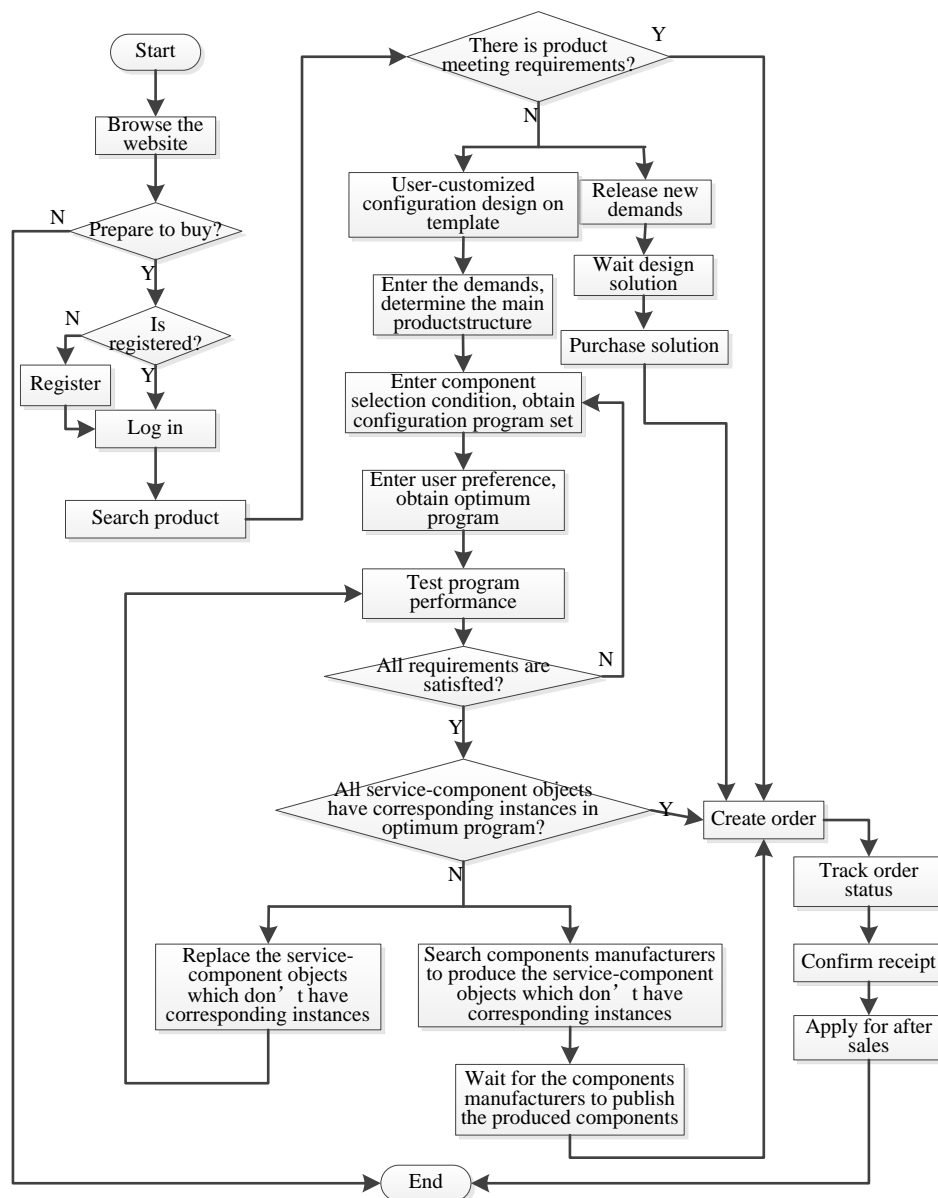 Start
Browse the
website
N
Prepare to buy?
Y
N
Is
registered?
Y
Register
Log in
Search product
There is product
meeting requirements?
Y
N
User-customized
configuration design on
template
Release new
demands
Enter the demands,
determine the main
productstructure
Wait design
solution
Purchase solution
Enter component
selection condition, obtain
configuration program set
Enter user preference,
obtain optimum
program
Test program
performance
All requirements are
satisfted?
N
Y
All service-component objects
have corresponding instances in
optimum program?
Y
N
Create order
Track order
status
Confirm receipt
Apply for after
sales
Replace the service-
component objects
which don’t have
corresponding instances
Search components manufacturers
to produce the service-component
objects which don’t have
corresponding instances
Wait for the components
manufacturers to publish
the produced components
End